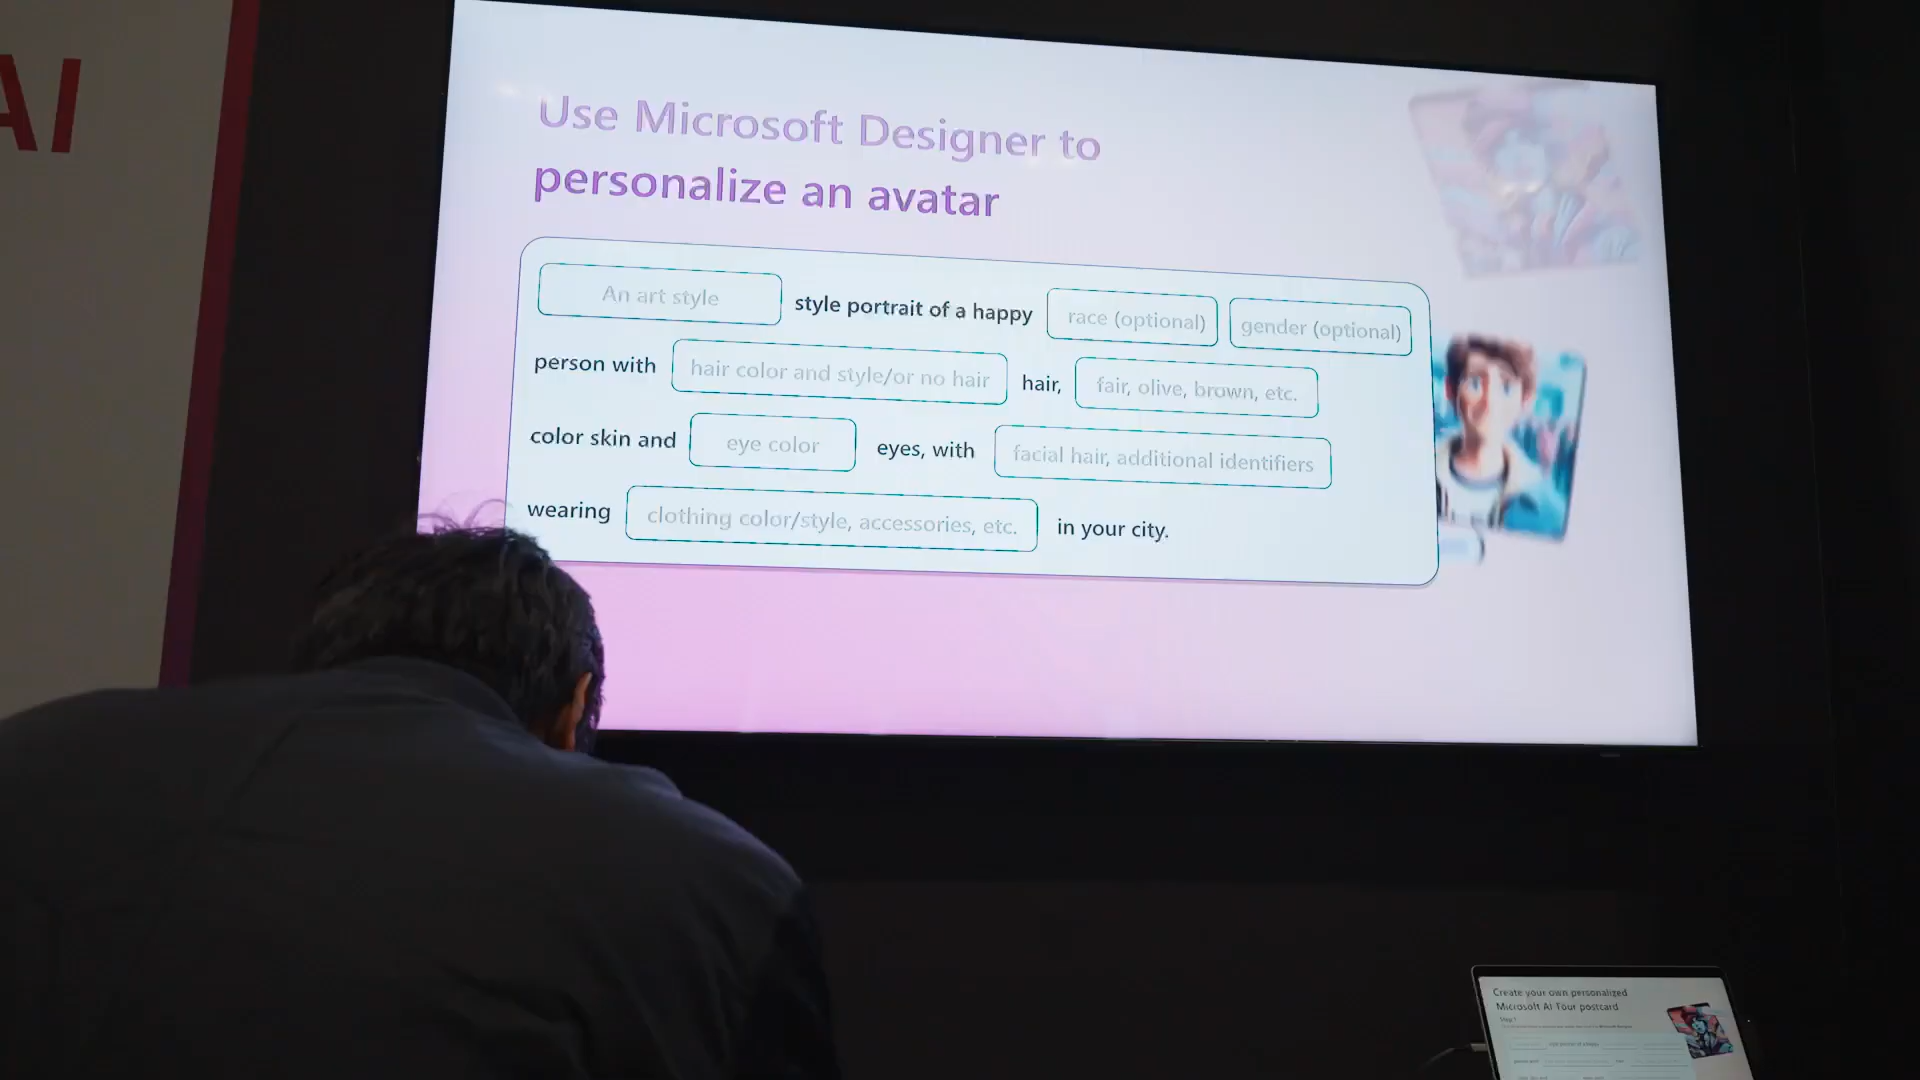 AI
Use Microsoft Designer to
personalize an avatar
An art style style portrait of a happy race (optional) gender (optional)
person with hair color and style/or no hair hair, fair, olive, brown, etc.
color skin and eye color eyes, with facial hair, additional identifiers
wearing clothing color/style, accessories, etc. in your city.
Create your own personalized
Microsoft AI Tour postcard
Step 1